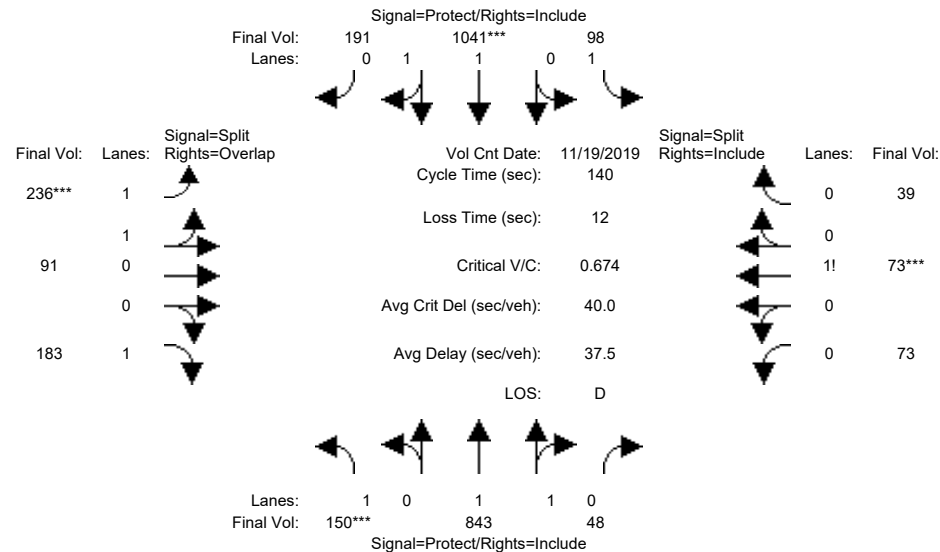 Signal=Protect/Rights=Include
Final Vol: 191 1041*** 98
Lanes: 0 1 1 0 1
Signal=Split Signal=Split
Final Vol: Lanes: Rights=Overlap Vol Cnt Date: 11/19/2019 Rights=Include Lanes: Final Vol:
Cycle Time (sec): 140
236*** 1 0 39
Loss Time (sec): 12
1 0
91 0 Critical V/C: 0.674 1! 73***
0 Avg Crit Del (sec/veh): 40.0 0
183 1 Avg Delay (sec/veh): 37.5 0 73
LOS: D
Lanes: 1 0 1 1 0
Final Vol: 150*** 843 48
Signal=Protect/Rights=Include